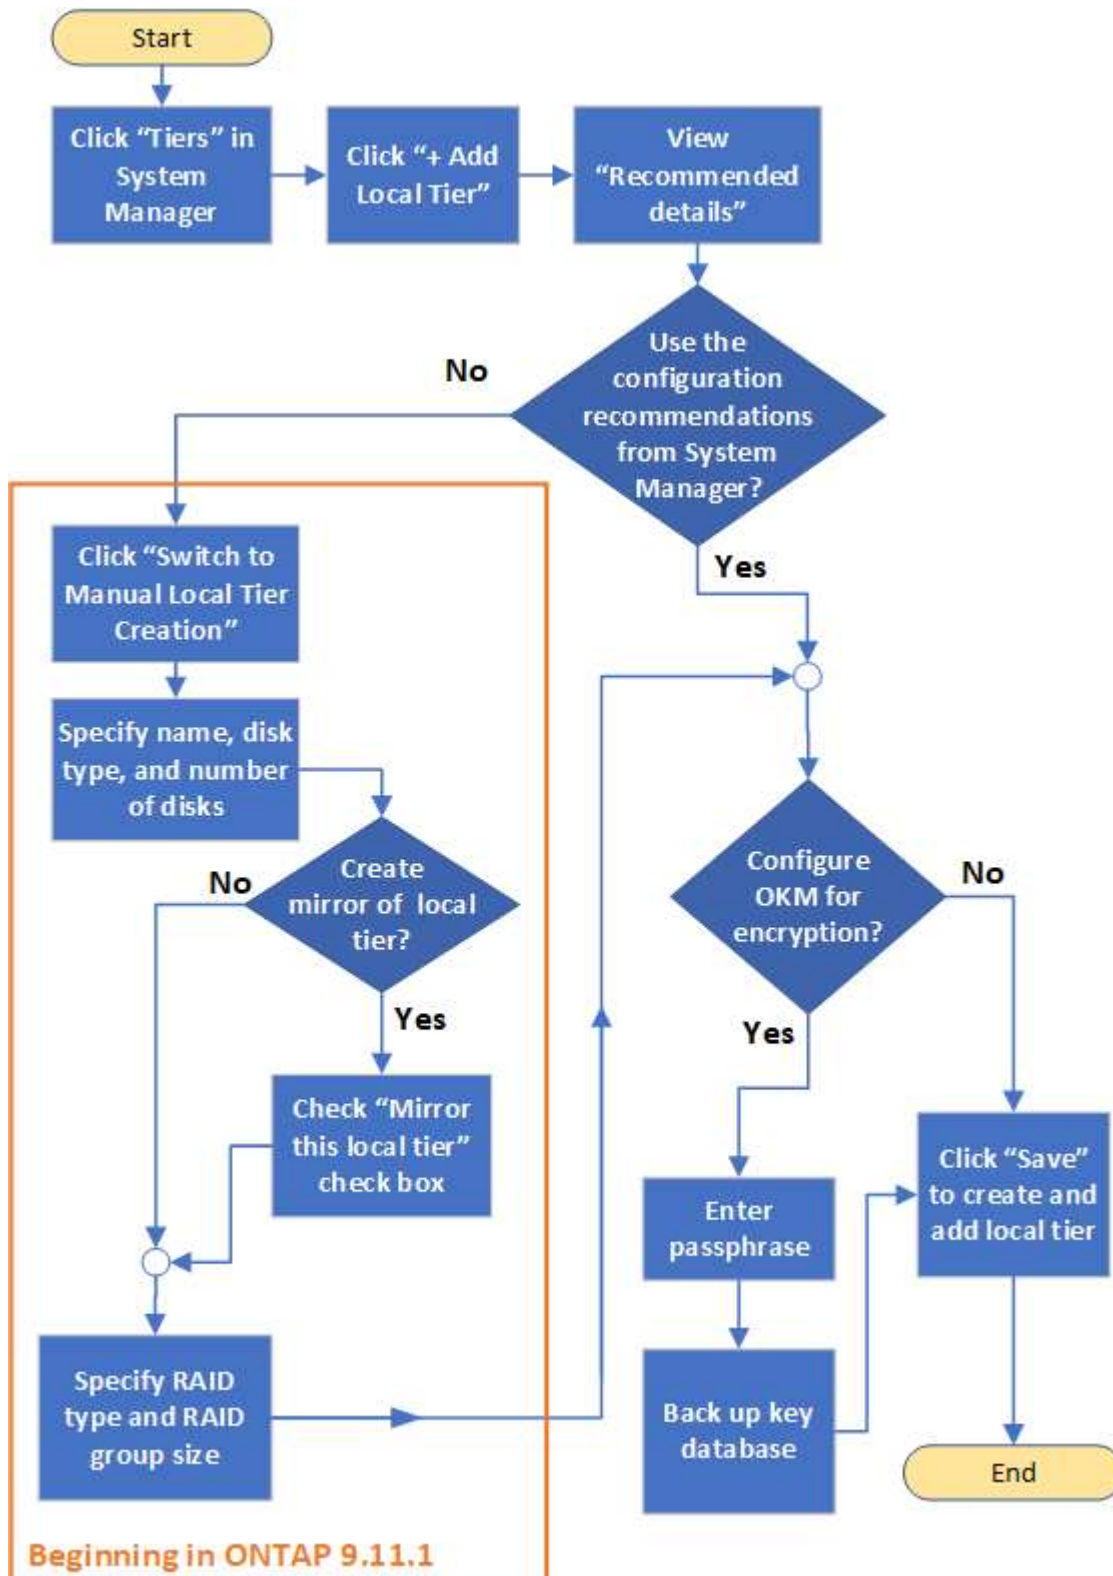 Start
Click “Tiers” in
System
Manager
Click “+ Add
Local Tier”
View
“Recommended
details”
Use the
configuration
recommendations
from System
Manager?
No
Yes
Click “Switch to
Manual Local Tier
Creation”
Specify name, disk
type, and number
of disks
Create
mirror of local
tier?
No
Yes
Check “Mirror
this local tier”
check box
Specify RAID
type and RAID
group size
Beginning in ONTAP 9.11.1
Configure
OKM for
encryption?
No
Yes
Enter
passphrase
Back up key
database
Click “Save”
to create and
add local tier
End